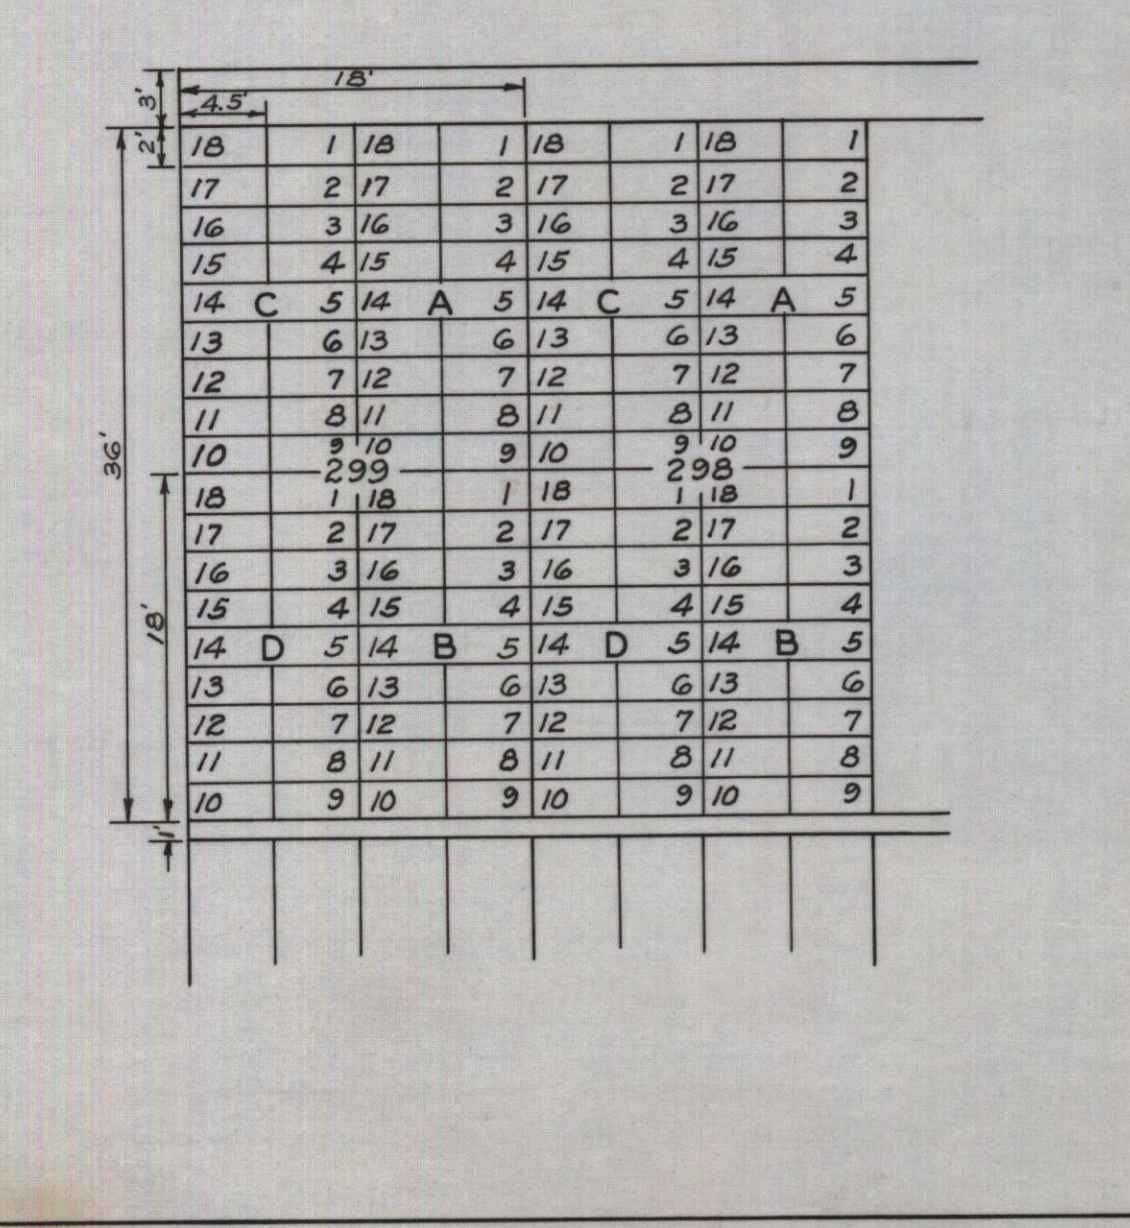 18'
3'
4.5'
2'
18 1 18 1 18 1 18 1
17 2 17 2 17 2 17 2
16 3 16 3 16 3 16 3
15 4 15 4 15 4 15 4
14 C 5 14 A 5 14 C 5 14 A 5
13 6 13 6 13 6 13 6
12 7 12 7 12 7 12 7
11 8 11 8 11 8 11 8
10 9 10 9 10 9 10 9
36'
299 298
18 1 18 1 18 1 18 1
17 2 17 2 17 2 17 2
16 3 16 3 16 3 16 3
15 4 15 4 15 4 15 4
18'
14 D 5 14 B 5 14 D 5 14 B 5
13 6 13 6 13 6 13 6
12 7 12 7 12 7 12 7
11 8 11 8 11 8 11 8
10 9 10 9 10 9 10 9
1'